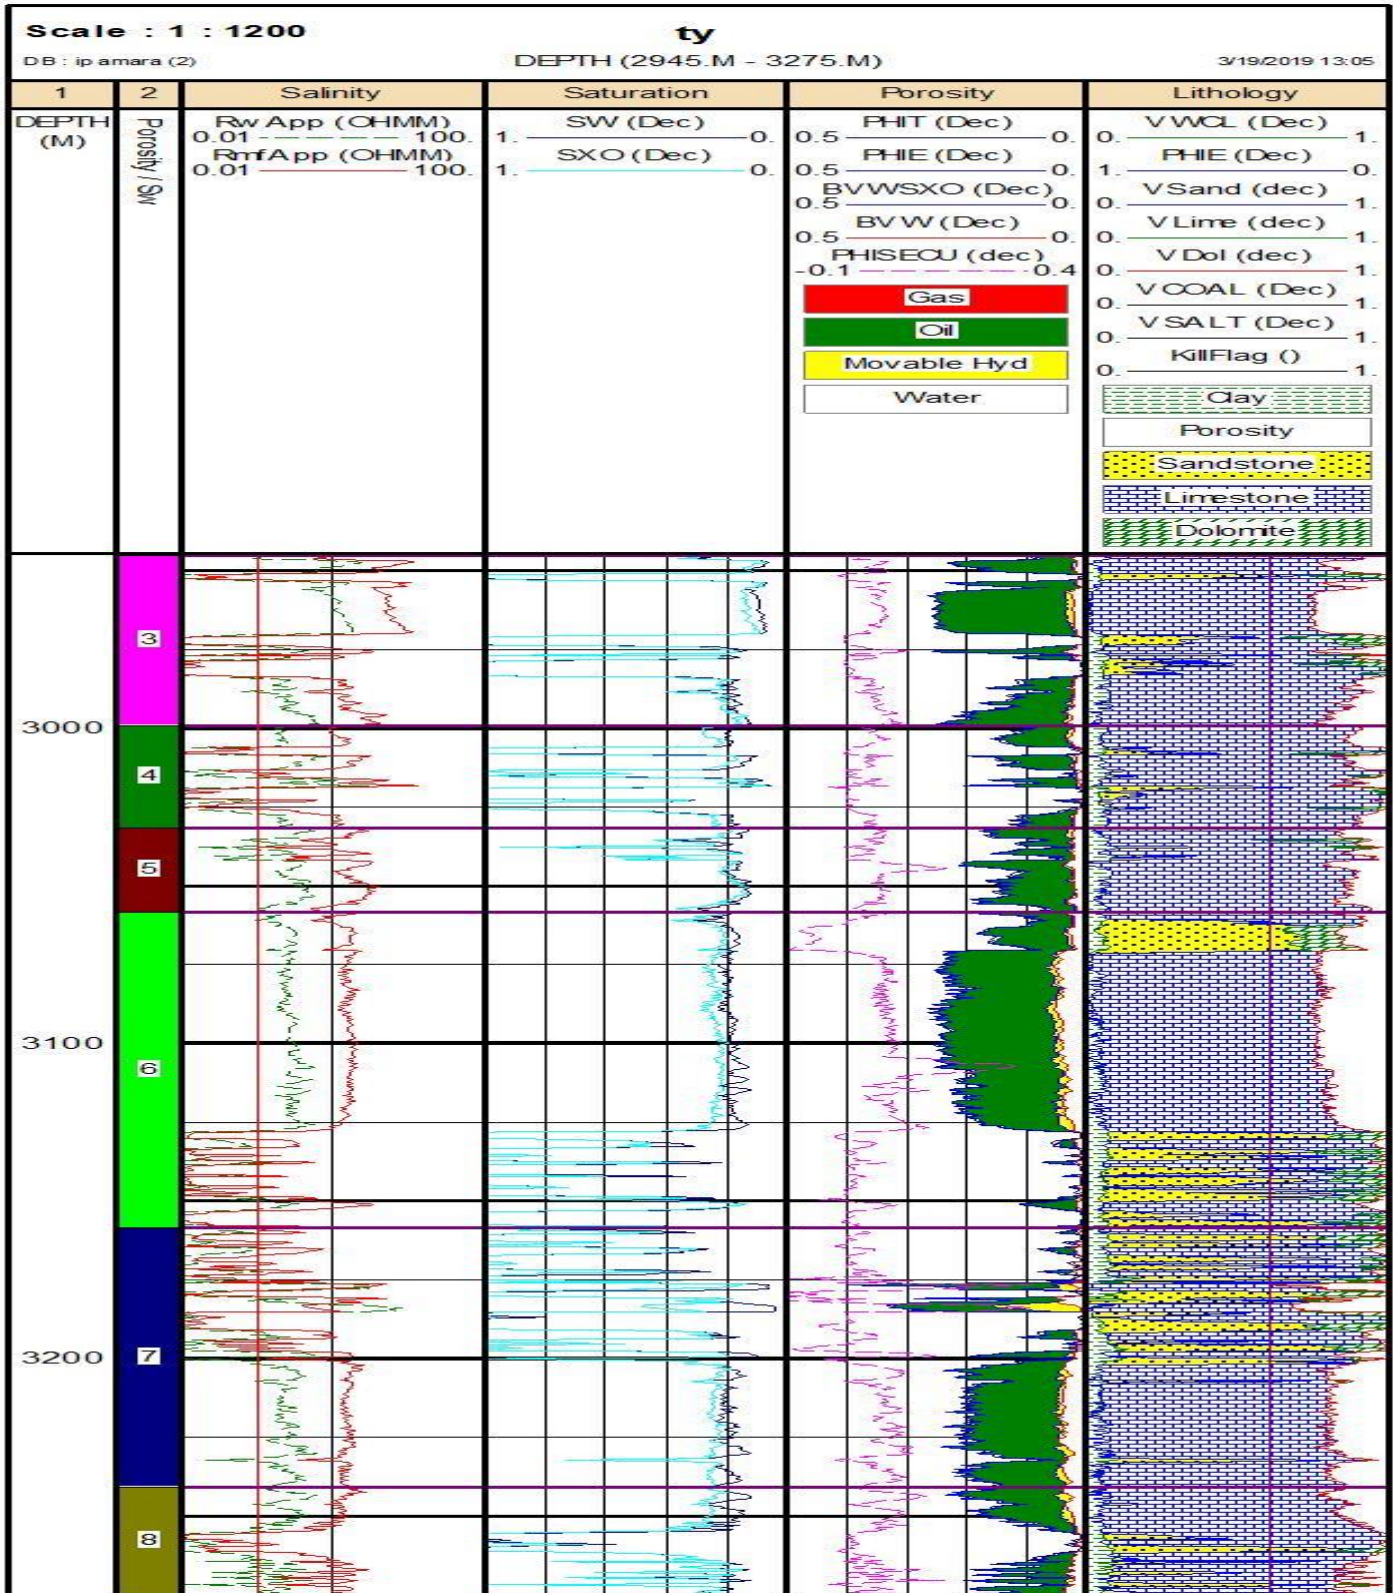 Scale : 1 : 1200
ty
DB : ip amara (2)
DEPTH (2945.M - 3275.M)
3/19/2019 13:05
1
2
Salinity
Saturation
Porosity
Lithology
DEPTH
(M)
Porosity / Sw
Rw App (OHMM)
0.01 100.
RmfApp (OHMM)
0.01 100.
SW (Dec)
1. 0.
SXO (Dec)
1. 0.
PHIT (Dec)
0.5 0.
PHIE (Dec)
0.5 0.
BVWSXO (Dec)
0.5 0.
BVW (Dec)
0.5 0.
PHISECU (dec)
-0.1 0.4
Gas
Oil
Movable Hyd
Water
VWCL (Dec)
0. 1.
PHIE (Dec)
1. 0.
VSand (dec)
0. 1.
VLime (dec)
0. 1.
VDol (dec)
0. 1.
VCOAL (Dec)
0. 1.
VSALT (Dec)
0. 1.
KillFlag ()
0. 1.
Clay
Porosity
Sandstone
Limestone
Dolomite
3
3000
4
5
3100
6
3200
7
8